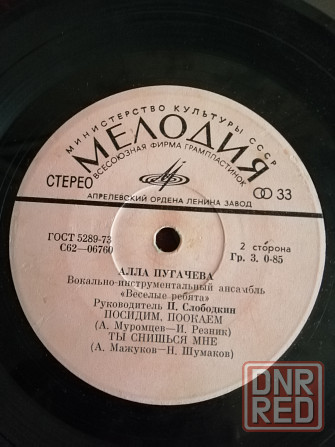 МИНИСТЕРСТВО КУЛЬТУРЫ СССР
МЕЛОДИЯ
ВСЕСОЮЗНАЯ ФИРМА ГРАМПЛАСТИНОК
СТЕРЕО
33
АПРЕЛЕВСКИЙ ОРДЕНА ЛЕНИНА ЗАВОД
ГОСТ 5289-73
С62—06760
2 сторона
Гр. 3. 0-85
АЛЛА ПУГАЧЕВА
Вокально-инструментальный ансамбль
«Веселые ребята»
Руководитель П. Слободкин
ПОСИДИМ, ПООКАЕМ
(А. Муромцев—И. Резник)
ТЫ СНИШЬСЯ МНЕ
(А. Мажуков—Н. Шумаков)
DNR
RED